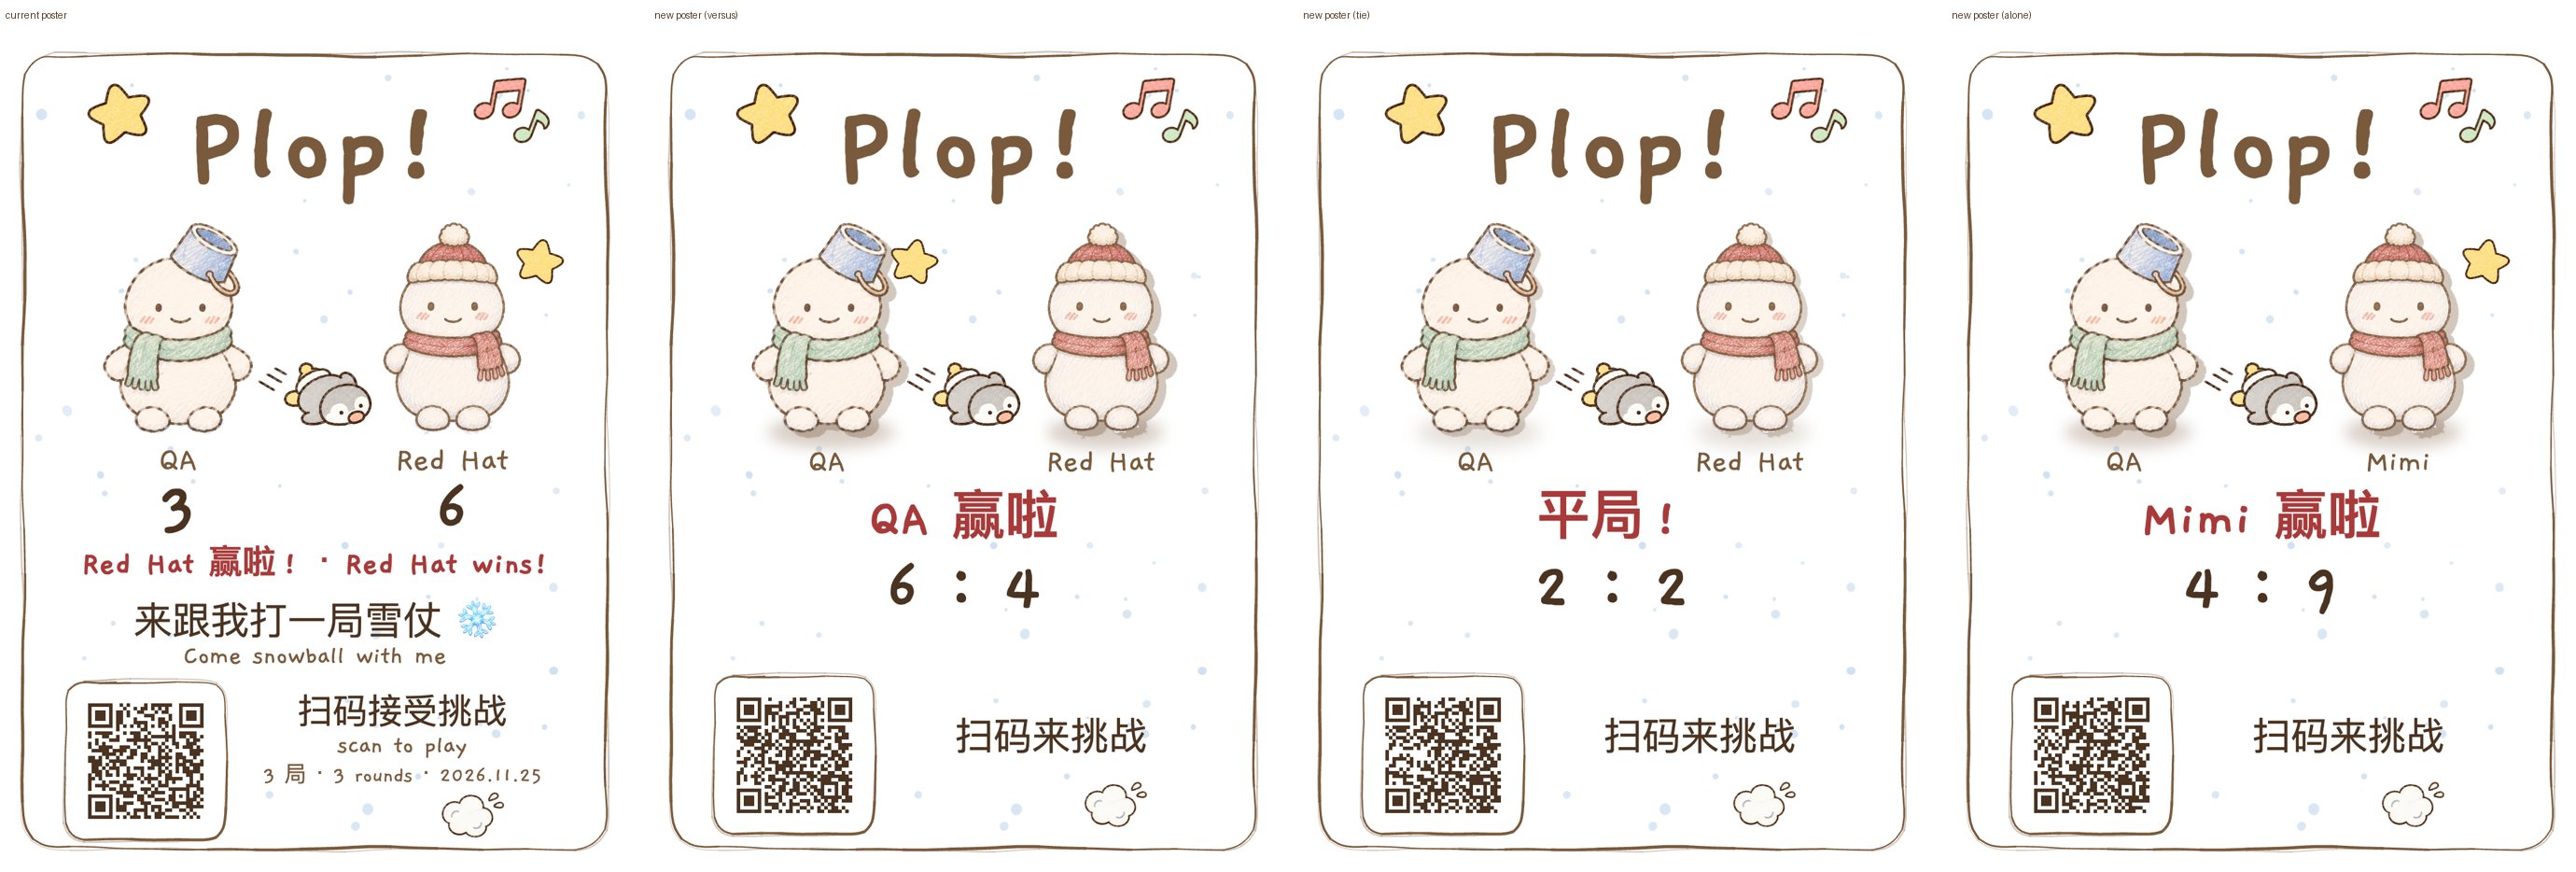 current poster
Plop!
QA
Red Hat
3
6
Red Hat 赢啦！ · Red Hat wins!
来跟我打一局雪仗
Come snowball with me
扫码接受挑战
scan to play
3 局 · 3 rounds · 2026.11.25
new poster (versus)
Plop!
QA
Red Hat
QA 赢啦
6 : 4
扫码来挑战
new poster (tie)
Plop!
QA
Red Hat
平局！
2 : 2
扫码来挑战
new poster (alone)
Plop!
QA
Mimi
Mimi 赢啦
4 : 9
扫码来挑战